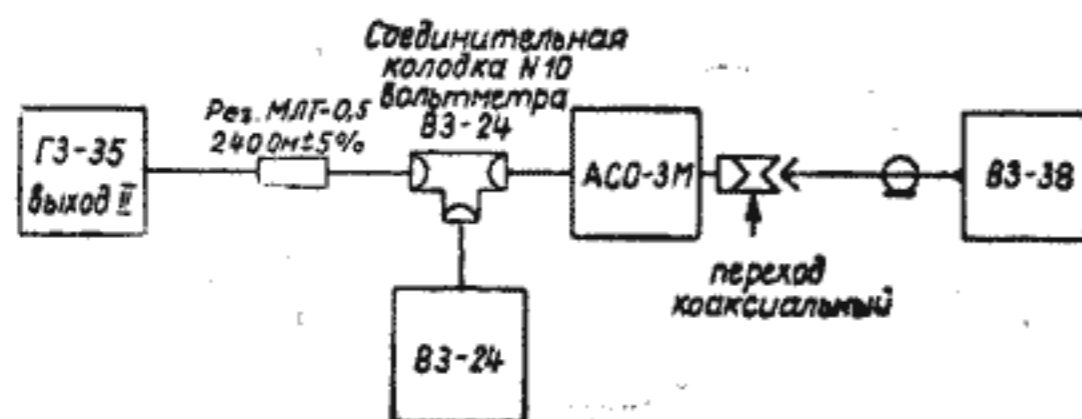 Соединительная
колодка N10
вольтметра
В3-24
Рез. МЛТ-0,5
240 Ом±5%
Г3-35
выход II
АСО-3М
В3-38
переход
коаксиальный
В3-24